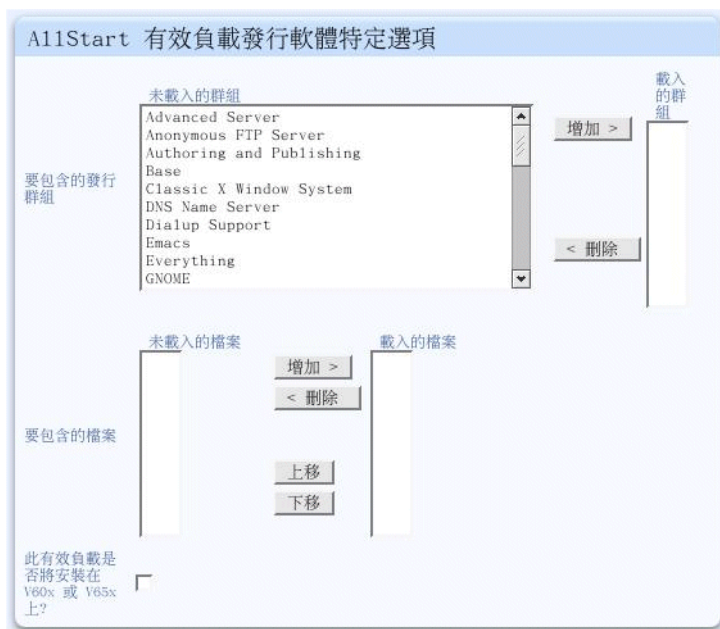 AllStart 有效負載發行軟體特定選項
未載入的群組
載入
的群
組
要包含的發行
群組
Advanced Server
Anonymous FTP Server
Authoring and Publishing
Base
Classic X Window System
DNS Name Server
Dialup Support
Emacs
Everything
GNOME
增加 >
< 刪除
未載入的檔案
載入的檔案
要包含的檔案
增加 >
< 刪除
上移
下移
此有效負載是
否將安裝在
V60x 或 V65x
上?